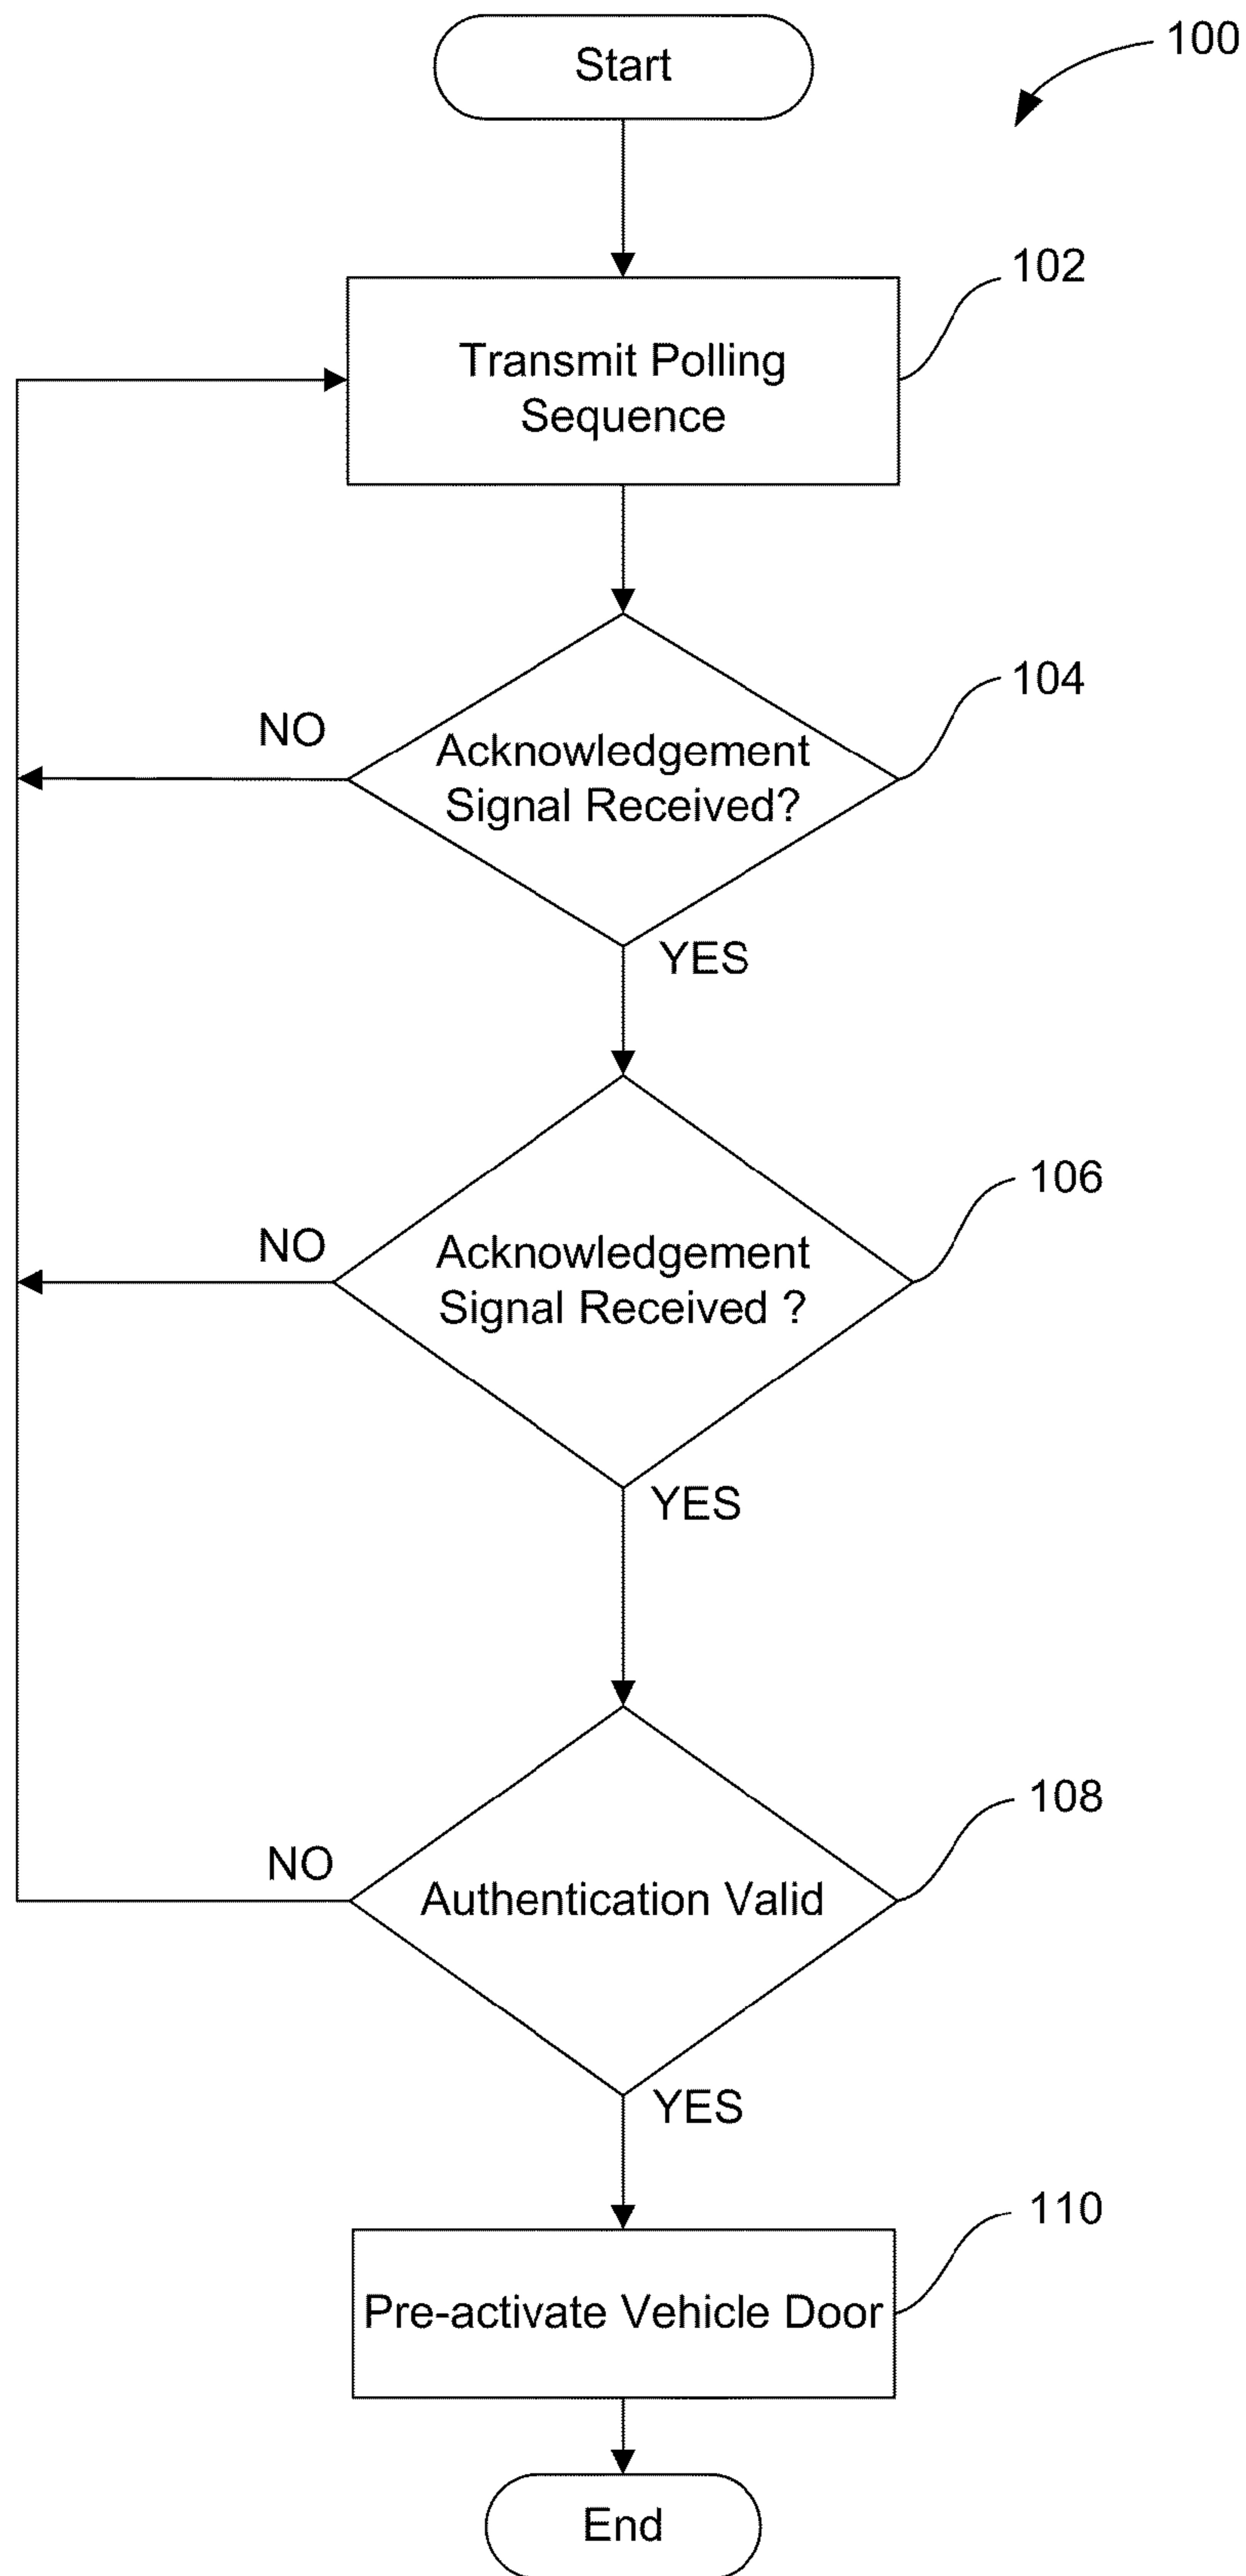 Start
100
102
Transmit Polling
Sequence
104
NO
Acknowledgement
Signal Received?
YES
106
NO
Acknowledgement
Signal Received ?
YES
108
NO
Authentication Valid
YES
110
Pre-activate Vehicle Door
End